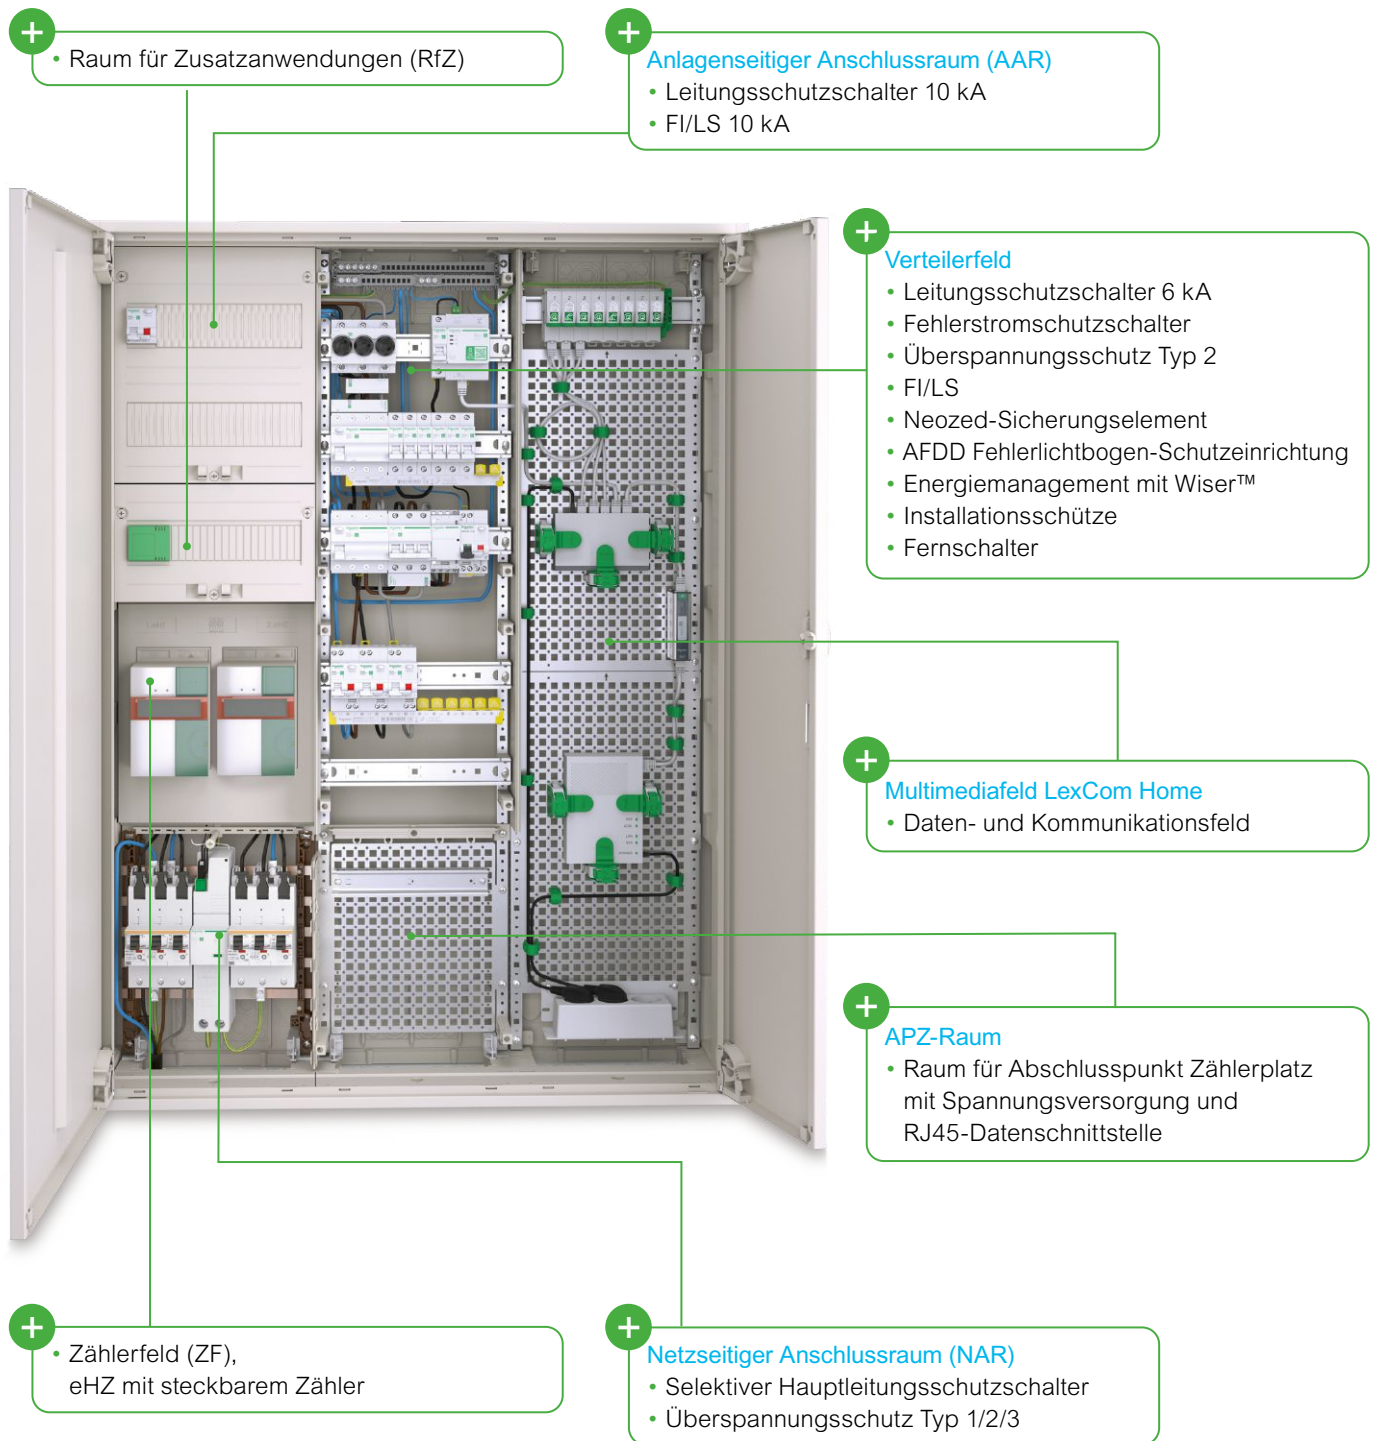 • Raum für Zusatzanwendungen (RfZ)
Anlagenseitiger Anschlussraum (AAR)
• Leitungsschutzschalter 10 kA
• FI/LS 10 kA
Verteilerfeld
• Leitungsschutzschalter 6 kA
• Fehlerstromschutzschalter
• Überspannungsschutz Typ 2
• FI/LS
• Neozed-Sicherungselement
• AFDD Fehlerlichtbogen-Schutzeinrichtung
• Energiemanagement mit Wiser™
• Installationsschütze
• Fernschalter
Multimediafeld LexCom Home
• Daten- und Kommunikationsfeld
APZ-Raum
• Raum für Abschlusspunkt Zählerplatz
mit Spannungsversorgung und
RJ45-Datenschnittstelle
• Zählerfeld (ZF),
eHZ mit steckbarem Zähler
Netzseitiger Anschlussraum (NAR)
• Selektiver Hauptleitungsschutzschalter
• Überspannungsschutz Typ 1/2/3